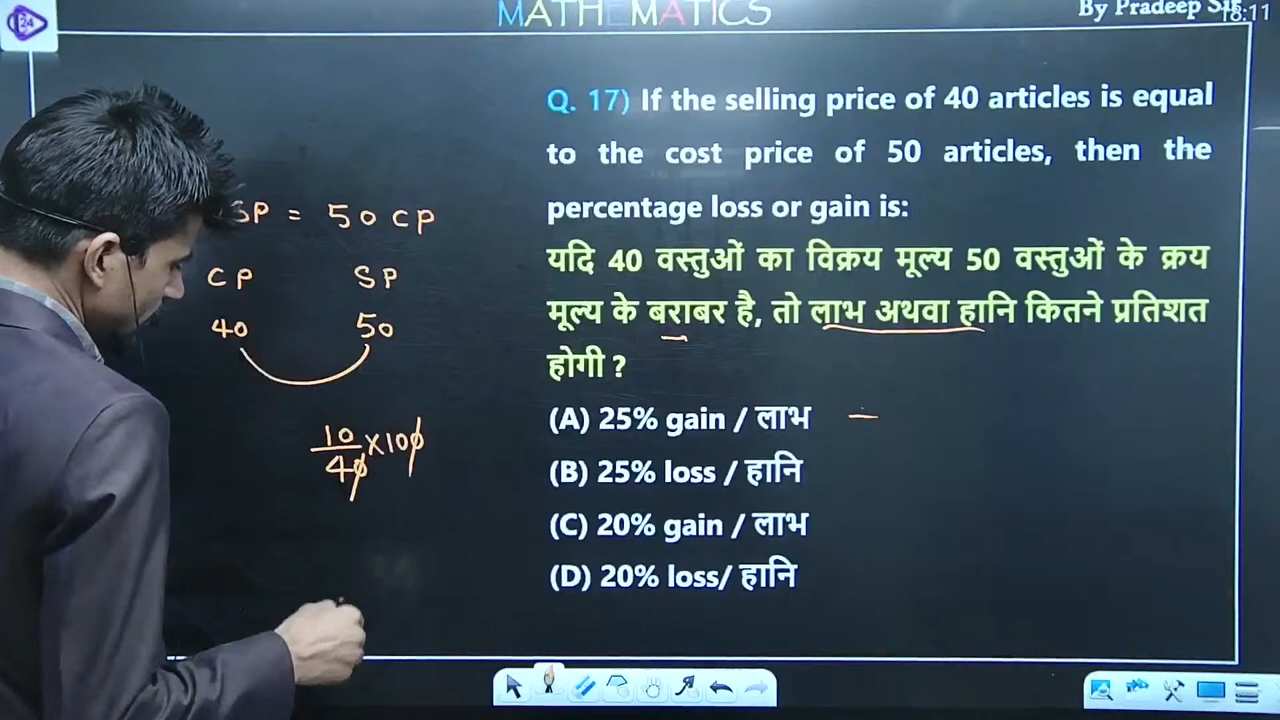 24
MATHEMATICS
By Pradeep Sir
18:11
Q. 17) If the selling price of 40 articles is equal
to the cost price of 50 articles, then the
percentage loss or gain is:
यदि 40 वस्तुओं का विक्रय मूल्य 50 वस्तुओं के क्रय
मूल्य के बराबर है, तो लाभ अथवा हानि कितने प्रतिशत
होगी ?
(A) 25% gain / लाभ
(B) 25% loss / हानि
(C) 20% gain / लाभ
(D) 20% loss/ हानि
SP = 50 CP
CP SP
40 50
10
40 ×100